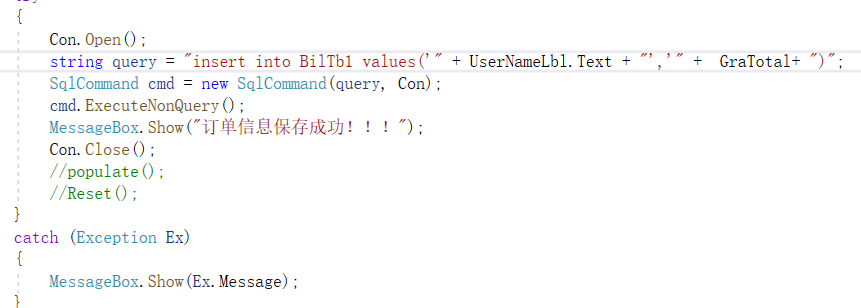 {
Con.Open();
string query = "insert into BilTb1 values('" + UserNameLbl.Text + "','" +  GraTotal+ ")";
SqlCommand cmd = new SqlCommand(query, Con);
cmd.ExecuteNonQuery();
MessageBox.Show("订单信息保存成功！！！");
Con.Close();
//populate();
//Reset();
}
catch (Exception Ex)
{
MessageBox.Show(Ex.Message);
}